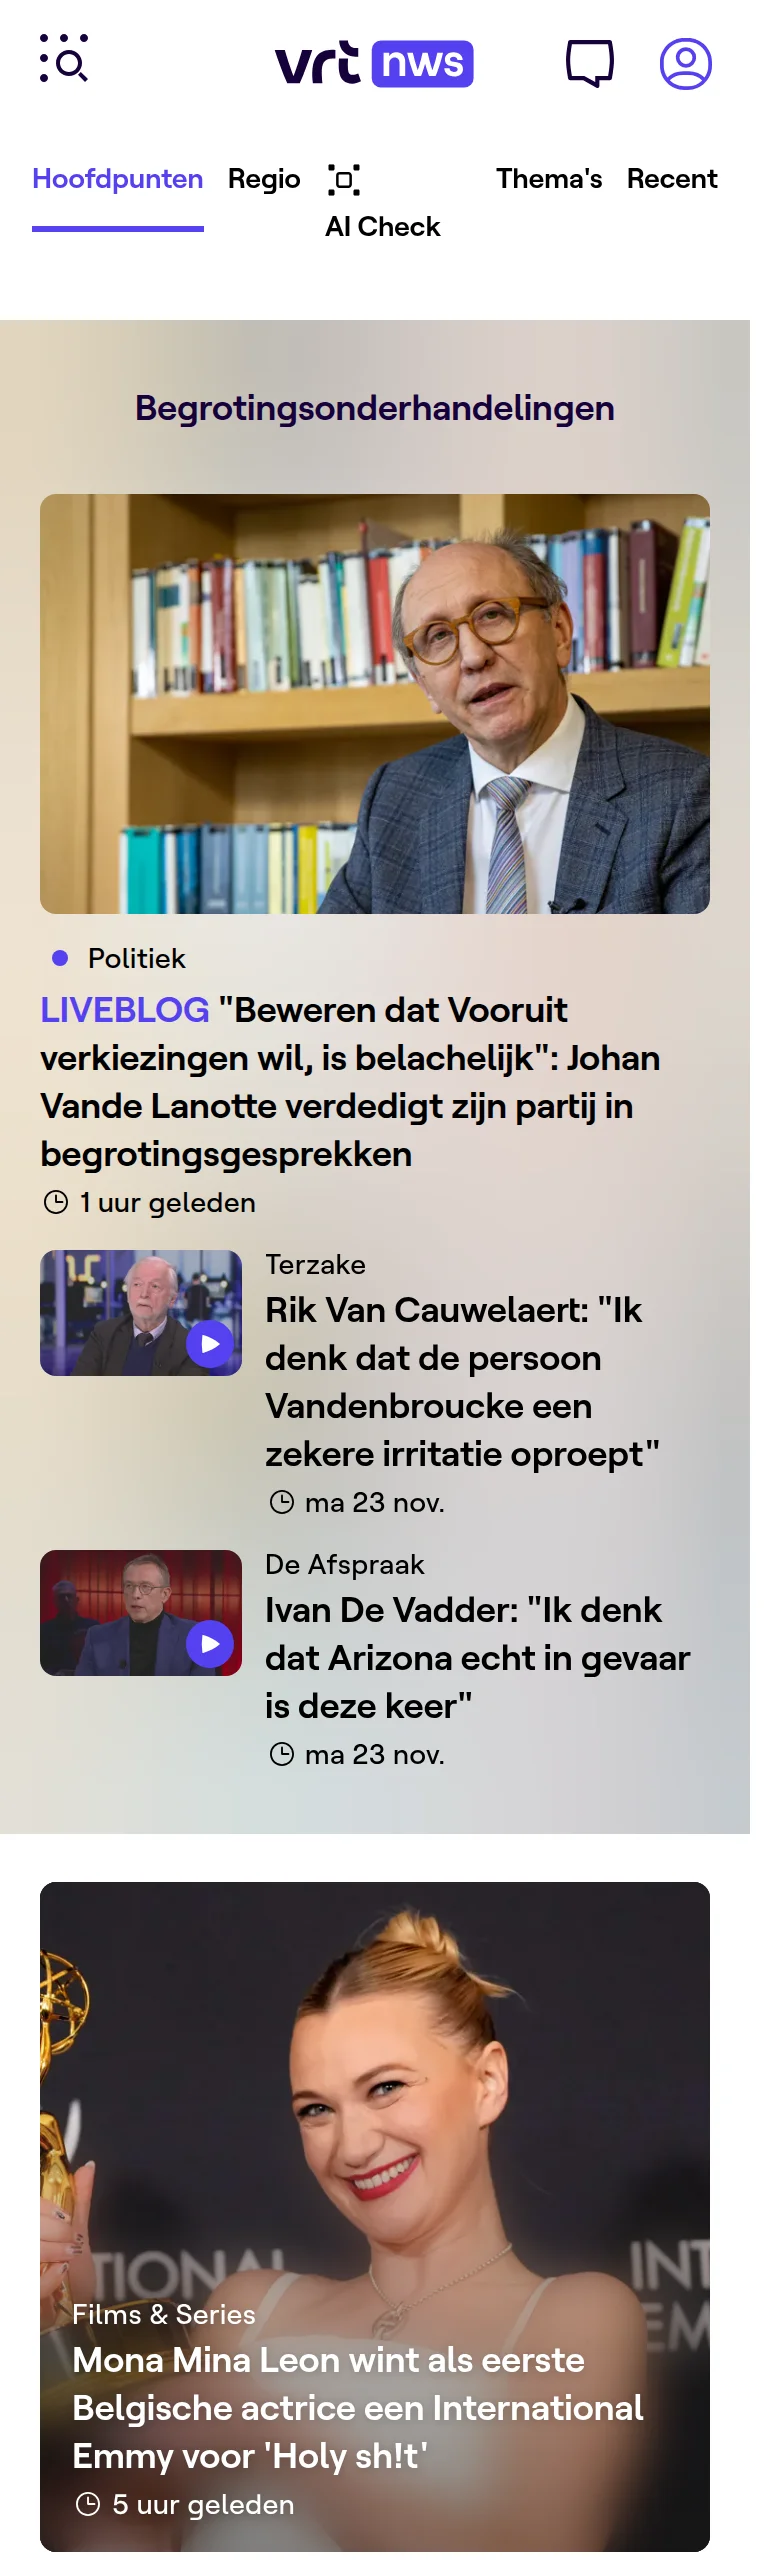 vrt nws
Hoofdpunten Regio AI Check Thema's Recent
Begrotingsonderhandelingen
Politiek
LIVEBLOG "Beweren dat Vooruit
verkiezingen wil, is belachelijk": Johan
Vande Lanotte verdedigt zijn partij in
begrotingsgesprekken
1 uur geleden
Terzake
Rik Van Cauwelaert: "Ik
denk dat de persoon
Vandenbroucke een
zekere irritatie oproept"
ma 23 nov.
De Afspraak
Ivan De Vadder: "Ik denk
dat Arizona echt in gevaar
is deze keer"
ma 23 nov.
TIONAL
INT
EM
Films & Series
Mona Mina Leon wint als eerste
Belgische actrice een International
Emmy voor 'Holy sh!t'
5 uur geleden